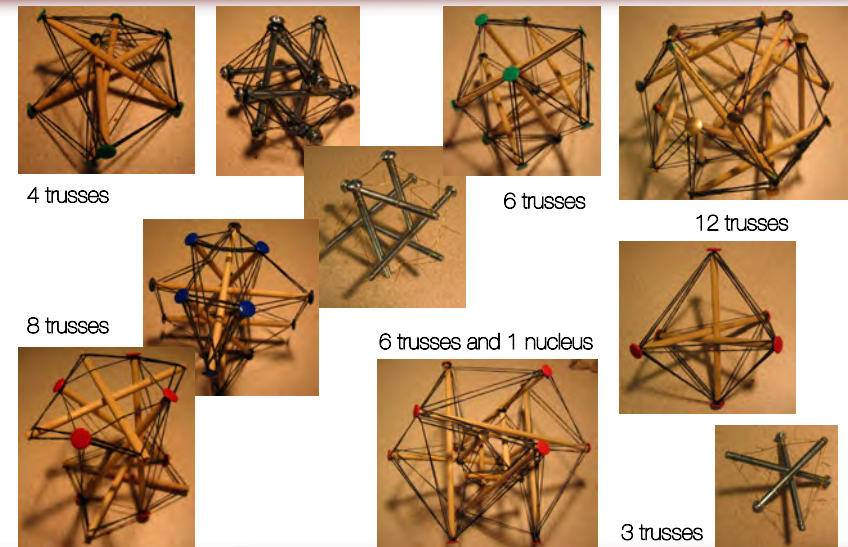 4 trusses
6 trusses
12 trusses
8 trusses
6 trusses and 1 nucleus
3 trusses